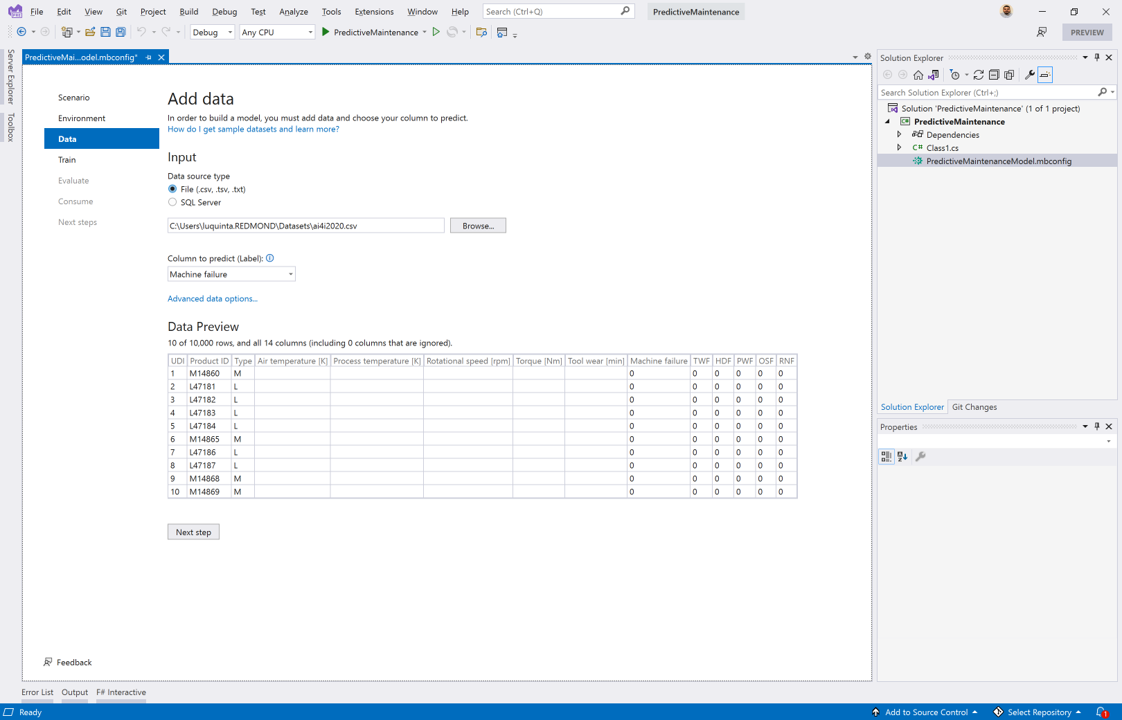 File Edit View Git Project Build Debug Test Analyze Tools Extensions Window Help Search (Ctrl+Q) PredictiveMaintenance
Debug Any CPU PredictiveMaintenance PREVIEW
Server Explorer
Toolbox
PredictiveMai...odel.mbconfig*
Scenario
Environment
Data
Train
Evaluate
Consume
Next steps
Add data
In order to build a model, you must add data and choose your column to predict.
How do I get sample datasets and learn more?
Input
Data source type
File (.csv, .tsv, .txt)
SQL Server
C:\Users\luquinta.REDMOND\Datasets\ai4i2020.csv Browse...
Column to predict (Label):
Machine failure
Advanced data options...
Data Preview
10 of 10,000 rows, and all 14 columns (including 0 columns that are ignored).
UDI Product ID Type Air temperature [K] Process temperature [K] Rotational speed [rpm] Torque [Nm] Tool wear [min] Machine failure TWF HDF PWF OSF RNF
1 M14860 M 0 0 0 0 0 0
2 L47181 L 0 0 0 0 0 0
3 L47182 L 0 0 0 0 0 0
4 L47183 L 0 0 0 0 0 0
5 L47184 L 0 0 0 0 0 0
6 M14865 M 0 0 0 0 0 0
7 L47186 L 0 0 0 0 0 0
8 L47187 L 0 0 0 0 0 0
9 M14868 M 0 0 0 0 0 0
10 M14869 M 0 0 0 0 0 0
Next step
Feedback
Solution Explorer
Search Solution Explorer (Ctrl+;)
Solution 'PredictiveMaintenance' (1 of 1 project)
PredictiveMaintenance
Dependencies
C# Class1.cs
PredictiveMaintenanceModel.mbconfig
Solution Explorer Git Changes
Properties
Error List Output F# Interactive
Ready Add to Source Control Select Repository 1